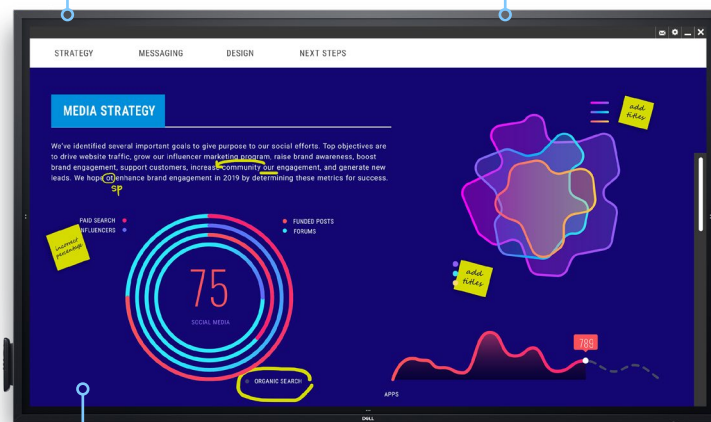 STRATEGY MESSAGING DESIGN NEXT STEPS
MEDIA STRATEGY
We've identified several important goals to give purpose to our social efforts. Top objectives are
to drive website traffic, grow our influencer marketing program, raise brand awareness, boost
brand engagement, support customers, increase community our engagement, and generate new
leads. We hope ot enhance brand engagement in 2019 by determining these metrics for success.
sp
add
titles
PAID SEARCH
NFLUENCERS
FUNDED POSTS
FORUMS
incorrect
percentage
75
SOCIAL MEDIA
ORGANIC SEARCH
add
titles
789
APPS
DELL